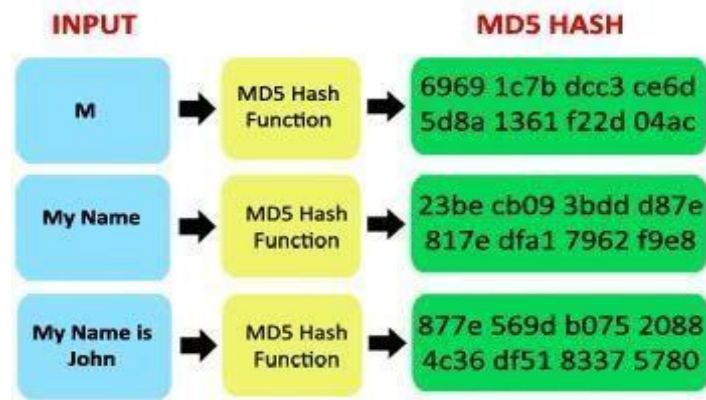 INPUT
MD5 HASH
M
MD5 Hash
Function
6969 1c7b dcc3 ce6d
5d8a 1361 f22d 04ac
My Name
MD5 Hash
Function
23be cb09 3bdd d87e
817e dfa1 7962 f9e8
My Name is
John
MD5 Hash
Function
877e 569d b075 2088
4c36 df51 8337 5780